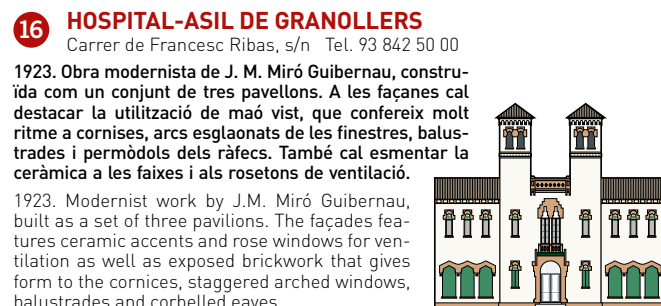 16 HOSPITAL-ASIL DE GRANOLLERS
Carrer de Francesc Ribas, s/n Tel. 93 842 50 00
1923. Obra modernista de J. M. Miró Guibernau, constru-
ïda com un conjunt de tres pavellons. A les façanes cal
destacar la utilització de maó vist, que confereix molt
ritme a cornises, arcs esglaonats de les finestres, balus-
trades i permòdols dels ràfecs. També cal esmentar la
ceràmica a les faixes i als rosetons de ventilació.
1923. Modernist work by J.M. Miró Guibernau,
built as a set of three pavilions. The façades fea-
tures ceramic accents and rose windows for ven-
tilation as well as exposed brickwork that gives
form to the cornices, staggered arched windows,
balustrades and corbelled eaves.